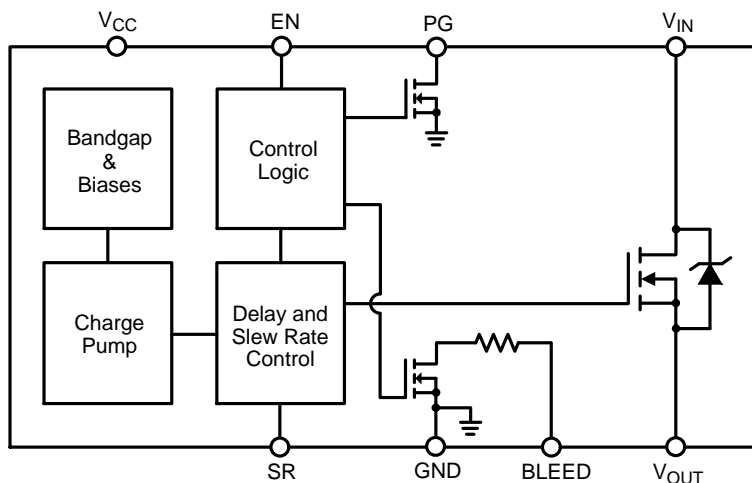 VCC
EN
PG
VIN
Bandgap
&
Biases
Control
Logic
Charge
Pump
Delay and
Slew Rate
Control
SR
GND
BLEED
VOUT